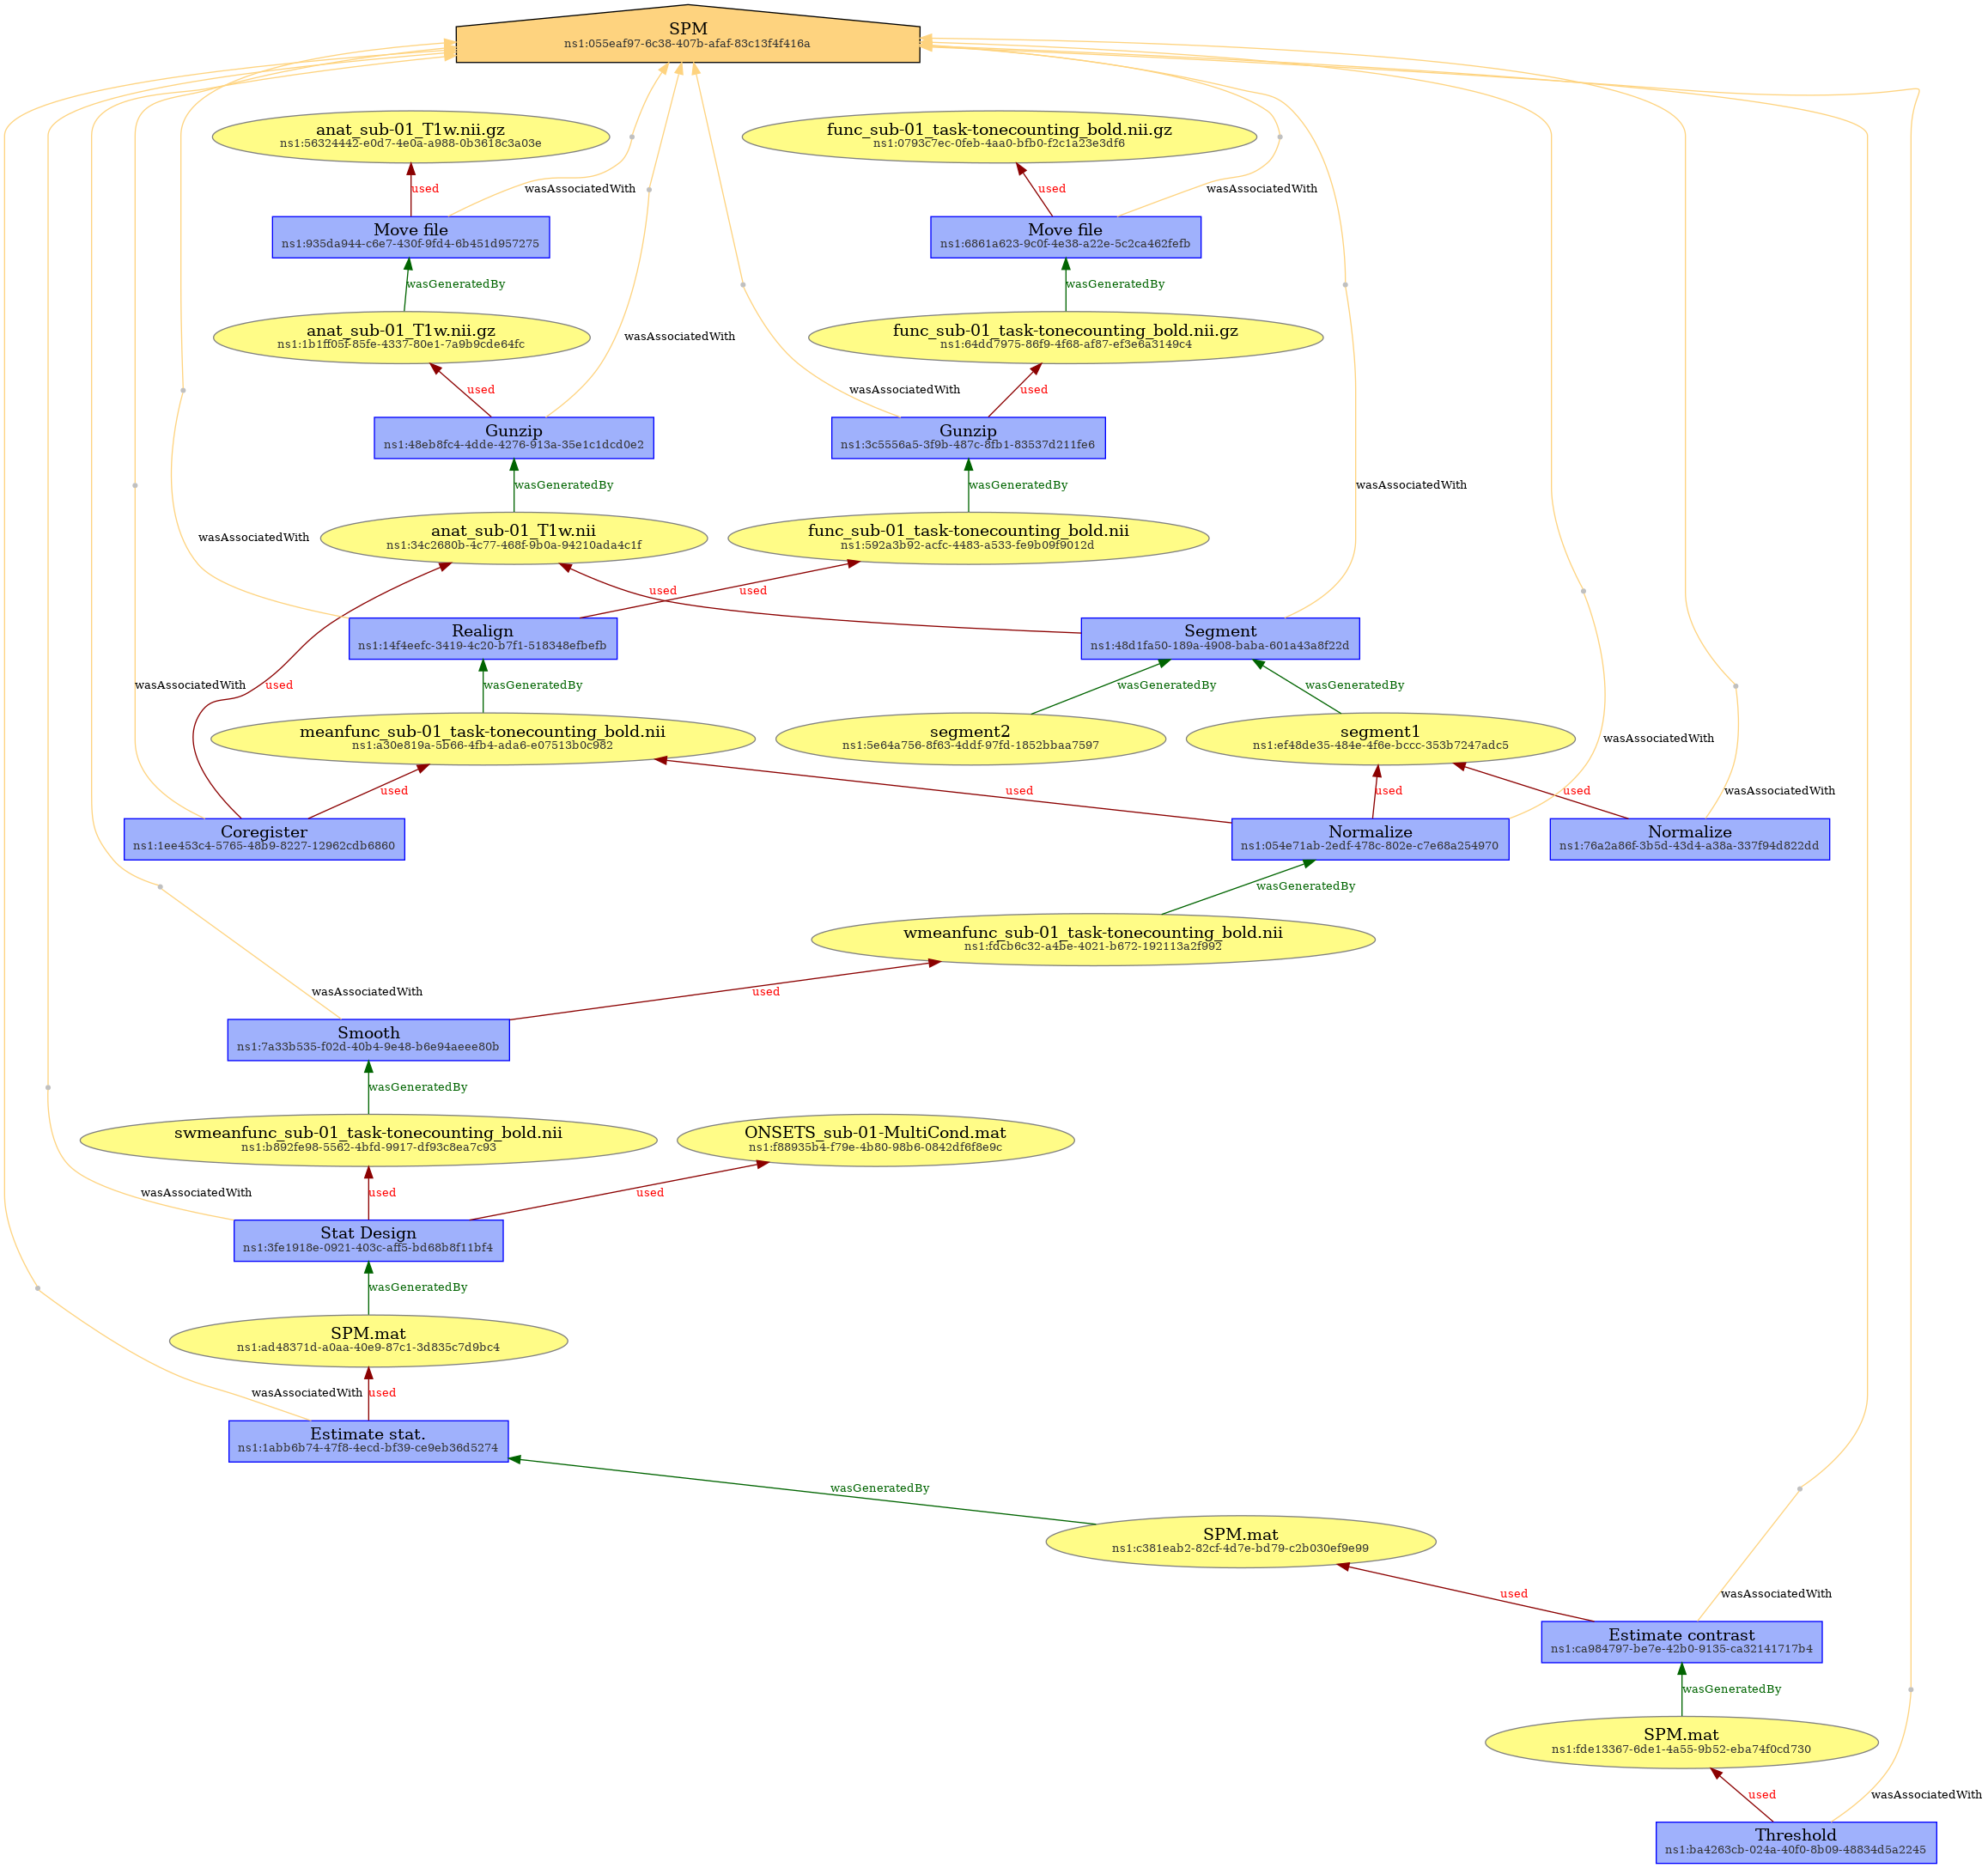 SPM
ns1:055eaf97-6c38-407b-afaf-83c13f4f416a
anat_sub-01_T1w.nii.gz
ns1:56324442-e0d7-4e0a-a988-0b3618c3a03e
func_sub-01_task-tonecounting_bold.nii.gz
ns1:0793c7ec-0feb-4aa0-bfb0-f2c1a23e3df6
used
wasAssociatedWith
used
wasAssociatedWith
Move file
ns1:935da944-c6e7-430f-9fd4-6b451d957275
Move file
ns1:6861a623-9c0f-4e38-a22e-5c2ca462fefb
wasGeneratedBy
wasGeneratedBy
anat_sub-01_T1w.nii.gz
ns1:1b1ff05f-85fe-4337-80e1-7a9b9cde64fc
wasAssociatedWith
func_sub-01_task-tonecounting_bold.nii.gz
ns1:64dd7975-86f9-4f68-af87-ef3e6a3149c4
used
wasAssociatedWith
used
Gunzip
ns1:48eb8fc4-4dde-4276-913a-35e1c1dcd0e2
Gunzip
ns1:3c5556a5-3f9b-487c-8fb1-83537d211fe6
wasGeneratedBy
wasGeneratedBy
wasAssociatedWith
wasAssociatedWith
anat_sub-01_T1w.nii
ns1:34c2680b-4c77-468f-9b0a-94210ada4c1f
func_sub-01_task-tonecounting_bold.nii
ns1:592a3b92-acfc-4483-a533-fe9b09f9012d
used
used
Realign
ns1:14f4eefc-3419-4c20-b7f1-518348efbefb
Segment
ns1:48d1fa50-189a-4908-baba-601a43a8f22d
wasAssociatedWith
used
wasGeneratedBy
wasGeneratedBy
wasGeneratedBy
meanfunc_sub-01_task-tonecounting_bold.nii
ns1:a30e819a-5b66-4fb4-ada6-e07513b0c982
segment2
ns1:5e64a756-8f63-4ddf-97fd-1852bbaa7597
segment1
ns1:ef48de35-484e-4f6e-bccc-353b7247adc5
wasAssociatedWith
used
used
used
used
wasAssociatedWith
Coregister
ns1:1ee453c4-5765-48b9-8227-12962cdb6860
Normalize
ns1:054e71ab-2edf-478c-802e-c7e68a254970
Normalize
ns1:76a2a86f-3b5d-43d4-a38a-337f94d822dd
wasGeneratedBy
wmeanfunc_sub-01_task-tonecounting_bold.nii
ns1:fdcb6c32-a4be-4021-b672-192113a2f992
wasAssociatedWith
used
Smooth
ns1:7a33b535-f02d-40b4-9e48-b6e94aeee80b
wasGeneratedBy
swmeanfunc_sub-01_task-tonecounting_bold.nii
ns1:b892fe98-5562-4bfd-9917-df93c8ea7c93
ONSETS_sub-01-MultiCond.mat
ns1:f88935b4-f79e-4b80-98b6-0842df6f8e9c
wasAssociatedWith
used
used
Stat Design
ns1:3fe1918e-0921-403c-aff5-bd68b8f11bf4
wasGeneratedBy
SPM.mat
ns1:ad48371d-a0aa-40e9-87c1-3d835c7d9bc4
wasAssociatedWith
used
Estimate stat.
ns1:1abb6b74-47f8-4ecd-bf39-ce9eb36d5274
wasGeneratedBy
SPM.mat
ns1:c381eab2-82cf-4d7e-bd79-c2b030ef9e99
used
wasAssociatedWith
Estimate contrast
ns1:ca984797-be7e-42b0-9135-ca32141717b4
wasGeneratedBy
SPM.mat
ns1:fde13367-6de1-4a55-9b52-eba74f0cd730
used
wasAssociatedWith
Threshold
ns1:ba4263cb-024a-40f0-8b09-48834d5a2245